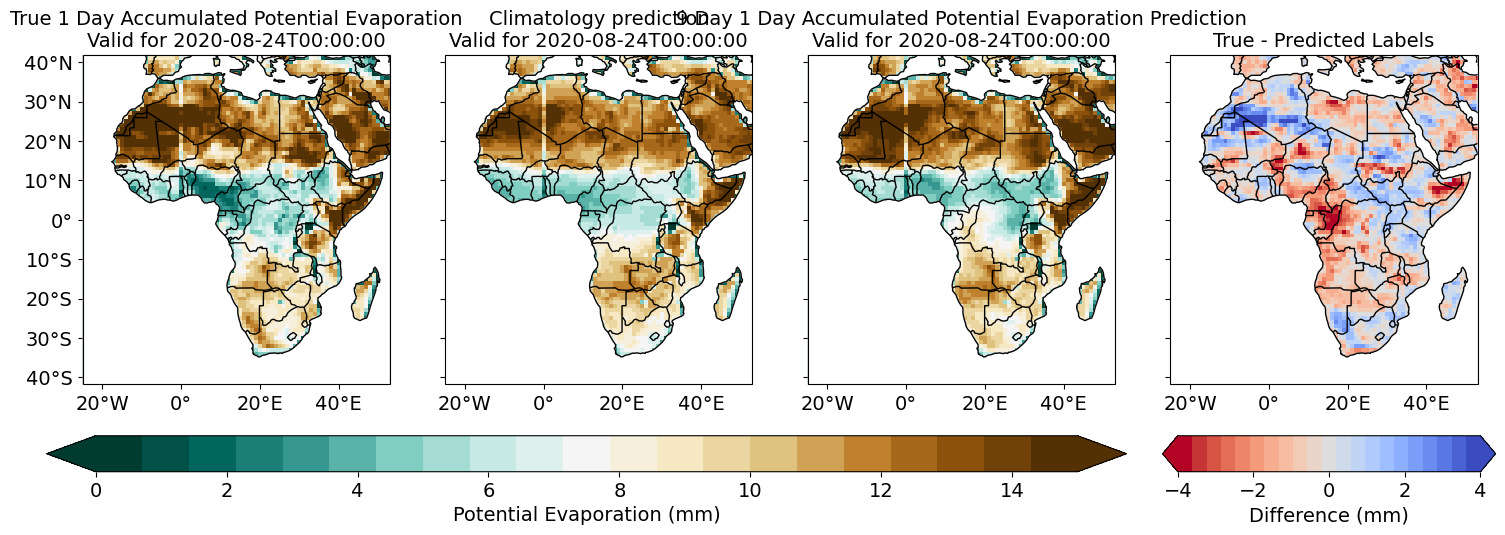 True 1 Day Accumulated Potential Evaporation
Valid for 2020-08-24T00:00:00
Climatology prediction
Valid for 2020-08-24T00:00:00
9 Day 1 Day Accumulated Potential Evaporation Prediction
Valid for 2020-08-24T00:00:00
True - Predicted Labels
40°N
30°N
20°N
10°N
0°
10°S
20°S
30°S
40°S
20°W 0° 20°E 40°E
20°W 0° 20°E 40°E
20°W 0° 20°E 40°E
20°W 0° 20°E 40°E
0 2 4 6 8 10 12 14
Potential Evaporation (mm)
−4 −2 0 2 4
Difference (mm)